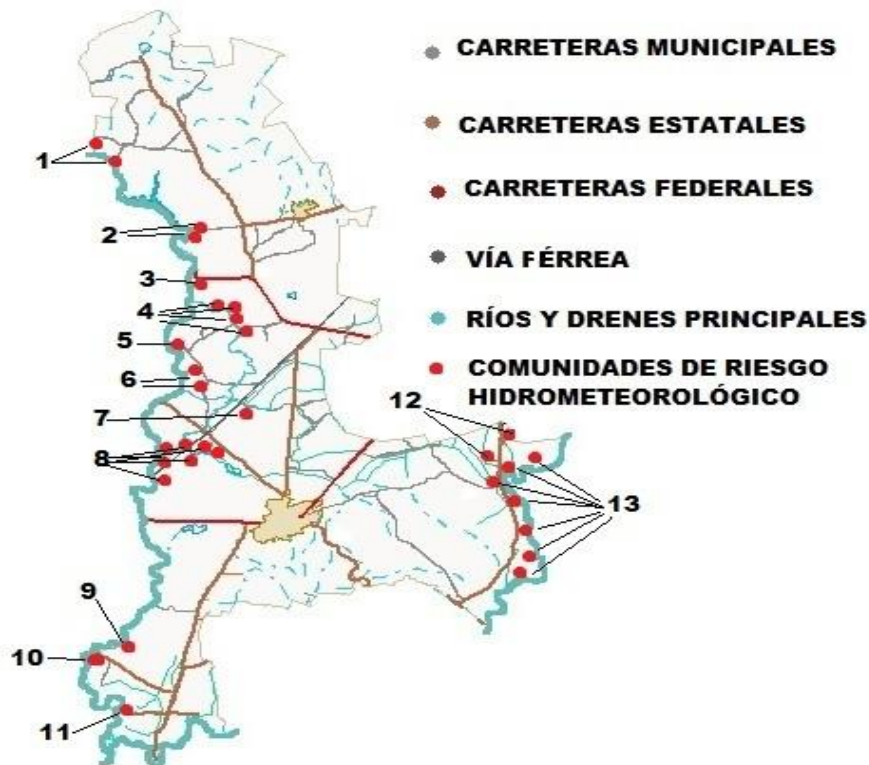 CARRETERAS MUNICIPALES
CARRETERAS ESTATALES
CARRETERAS FEDERALES
VÍA FÉRREA
RÍOS Y DRENES PRINCIPALES
COMUNIDADES DE RIESGO
HIDROMETEOROLÓGICO
1
2
3
4
5
6
7
8
9
10
11
12
13